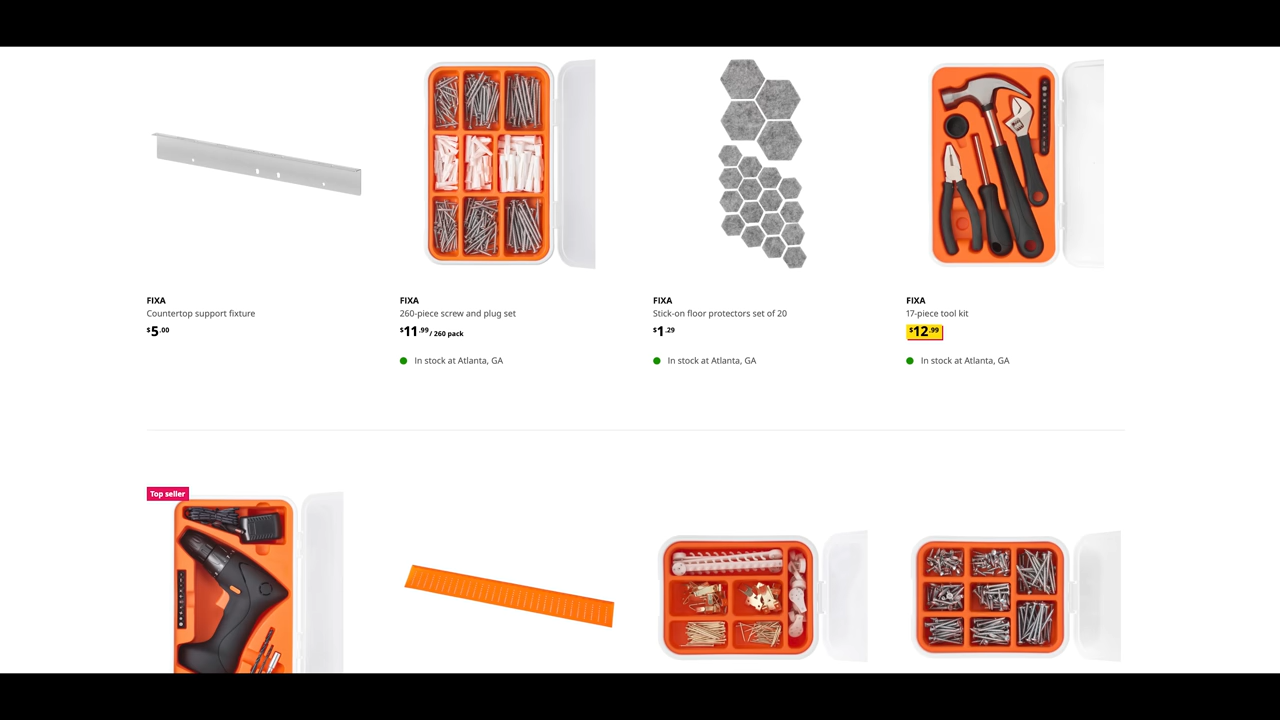 FIXA
Countertop support fixture
$5.00
FIXA
260-piece screw and plug set
$11.99 / 260 pack
In stock at Atlanta, GA
FIXA
Stick-on floor protectors set of 20
$1.29
In stock at Atlanta, GA
FIXA
17-piece tool kit
$12.99
In stock at Atlanta, GA
Top seller